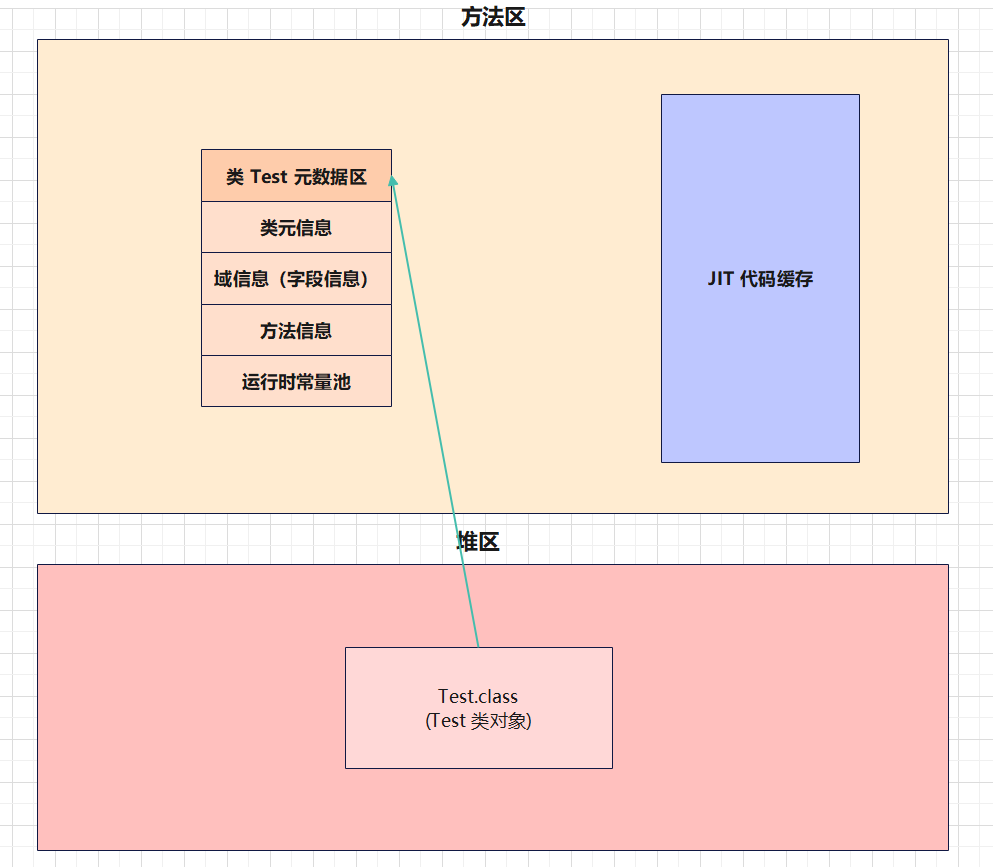 方法区
类 Test 元数据区
类元信息
域信息（字段信息）
方法信息
运行时常量池
JIT 代码缓存
堆区
Test.class
(Test 类对象)